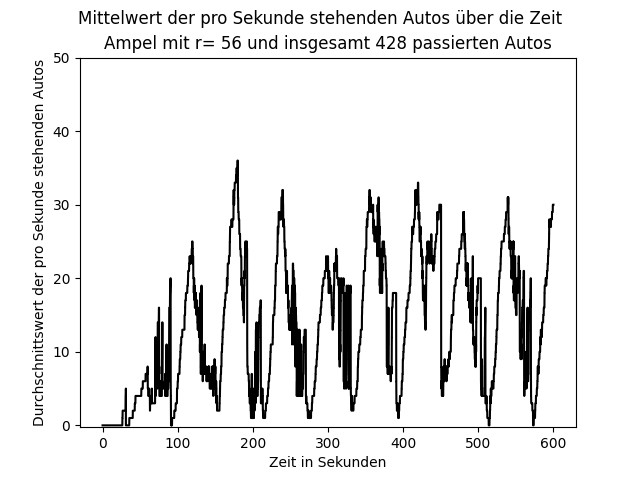 Mittelwert der pro Sekunde stehenden Autos über die Zeit
Ampel mit r= 56 und insgesamt 428 passierten Autos
Durchschnittswert der pro Sekunde stehenden Autos
50
40
30
20
10
0
0 100 200 300 400 500 600
Zeit in Sekunden